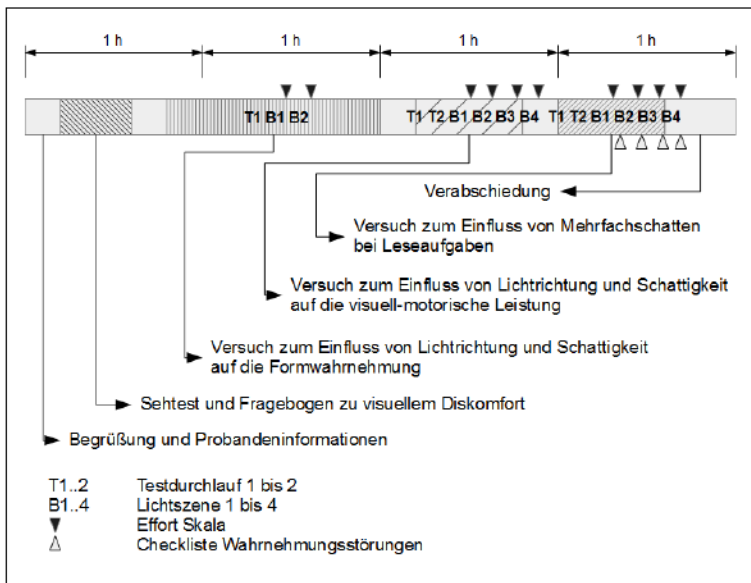 1 h 1 h 1 h 1 h
T1 B1 B2 T1 T2 B1 B2 B3 B4 T1 T2 B1 B2 B3 B4
Verabschiedung
Versuch zum Einfluss von Mehrfachschatten
bei Leseaufgaben
Versuch zum Einfluss von Lichtrichtung und Schattigkeit
auf die visuell-motorische Leistung
Versuch zum Einfluss von Lichtrichtung und Schattigkeit
auf die Formwahrnehmung
Sehtest und Fragebogen zu visuellem Diskomfort
Begrüßung und Probandeninformationen
T1..2 Testdurchlauf 1 bis 2
B1..4 Lichtszene 1 bis 4
Effort Skala
Checkliste Wahrnehmungsstörungen